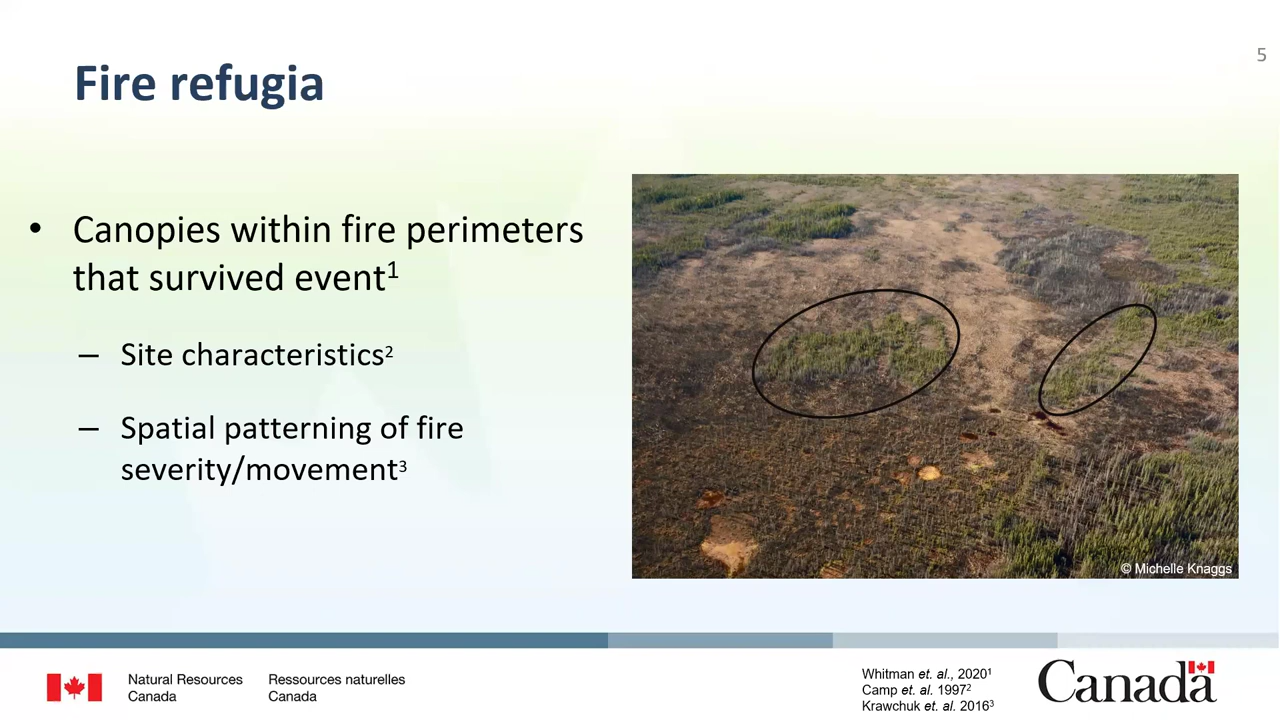 5
Fire refugia
• Canopies within fire perimeters
that survived event¹
– Site characteristics²
– Spatial patterning of fire
severity/movement³
© Michelle Knaggs
Natural Resources
Canada
Ressources naturelles
Canada
Whitman et. al., 2020¹
Camp et. al. 1997²
Krawchuk et. al. 2016³
Canada